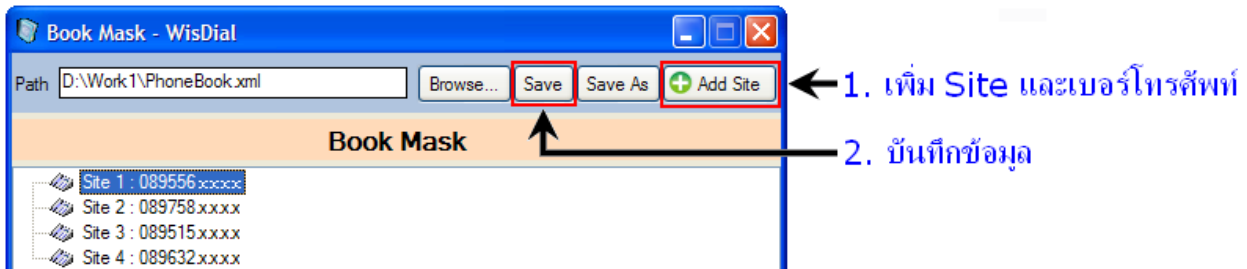 Book Mask - WisDial
Path D:\Work1\PhoneBook.xml Browse... Save Save As Add Site
1. เพิ่ม Site และเบอร์โทรศัพท์
Book Mask
2. บันทึกข้อมูล
Site 1 : 089556xxxx
Site 2 : 089758xxxx
Site 3 : 089515xxxx
Site 4 : 089632xxxx